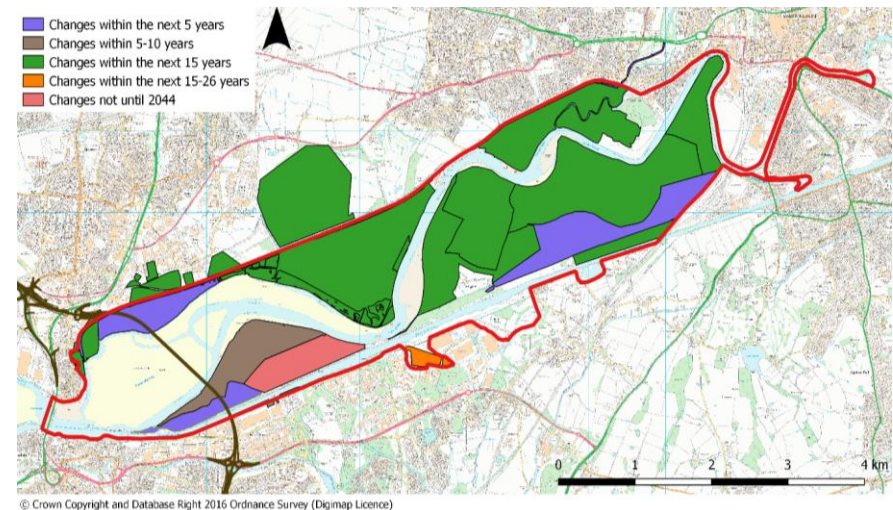 Changes within the next 5 years
Changes within 5-10 years
Changes within the next 15 years
Changes within the next 15-26 years
Changes not until 2044
0 1 2 3 4 km
© Crown Copyright and Database Right 2016 Ordnance Survey (Digimap Licence)